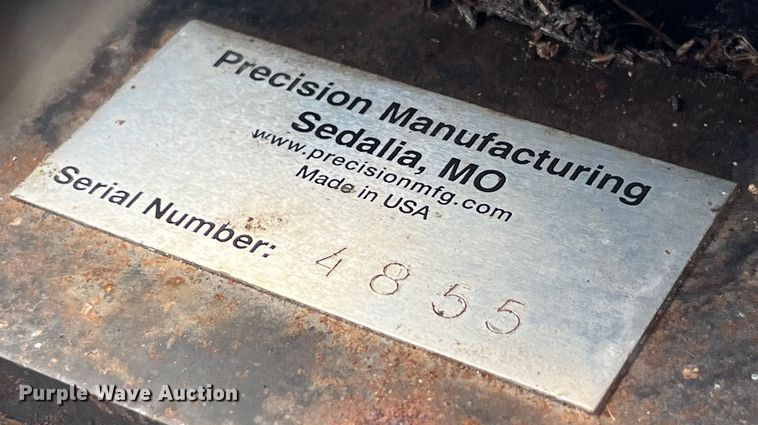 Precision Manufacturing
Sedalia, MO
www.precisionmfg.com
Made in USA
Serial Number: 4855
Purple Wave Auction